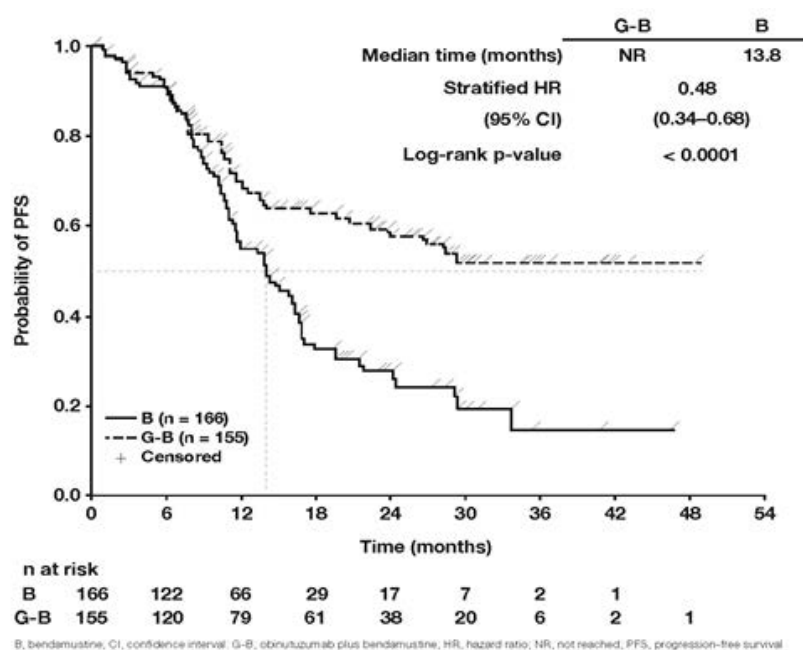 G-B B
Median time (months) NR 13.8
Stratified HR 0.48
(95% CI) (0.34–0.68)
Log-rank p-value < 0.0001
Probability of PFS
1.0
0.8
0.6
0.4
0.2
0.0
B (n = 166)
G-B (n = 155)
Censored
0 6 12 18 24 30 36 42 48 54
Time (months)
n at risk
B 166 122 66 29 17 7 2 1
G-B 155 120 79 61 38 20 6 2 1
B, bendamustine; CI, confidence interval; G-B, obinutuzumab plus bendamustine; HR, hazard ratio; NR, not reached; PFS, progression-free survival